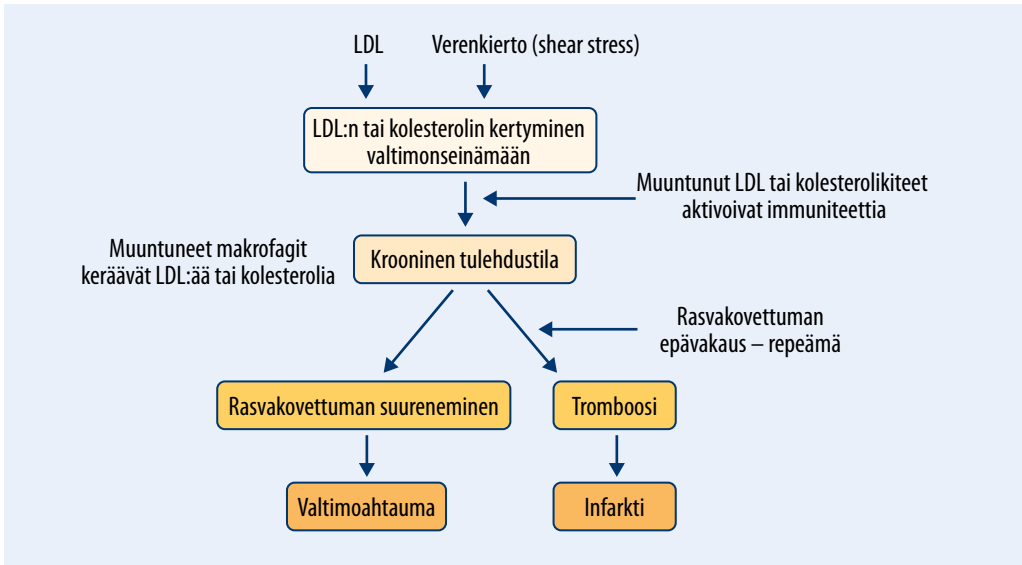 LDL
Verenkierto (shear stress)
LDL:n tai kolesterolin kertyminen
valtimonseinämään
Muuntunut LDL tai kolesterolikiteet
aktivoivat immuniteettia
Muuntuneet makrofagit
keräävät LDL:ää tai kolesterolia
Krooninen tulehdustila
Rasvakovettuman
epävakaus – repeämä
Rasvakovettuman suureneminen
Tromboosi
Valtimoahtauma
Infarkti